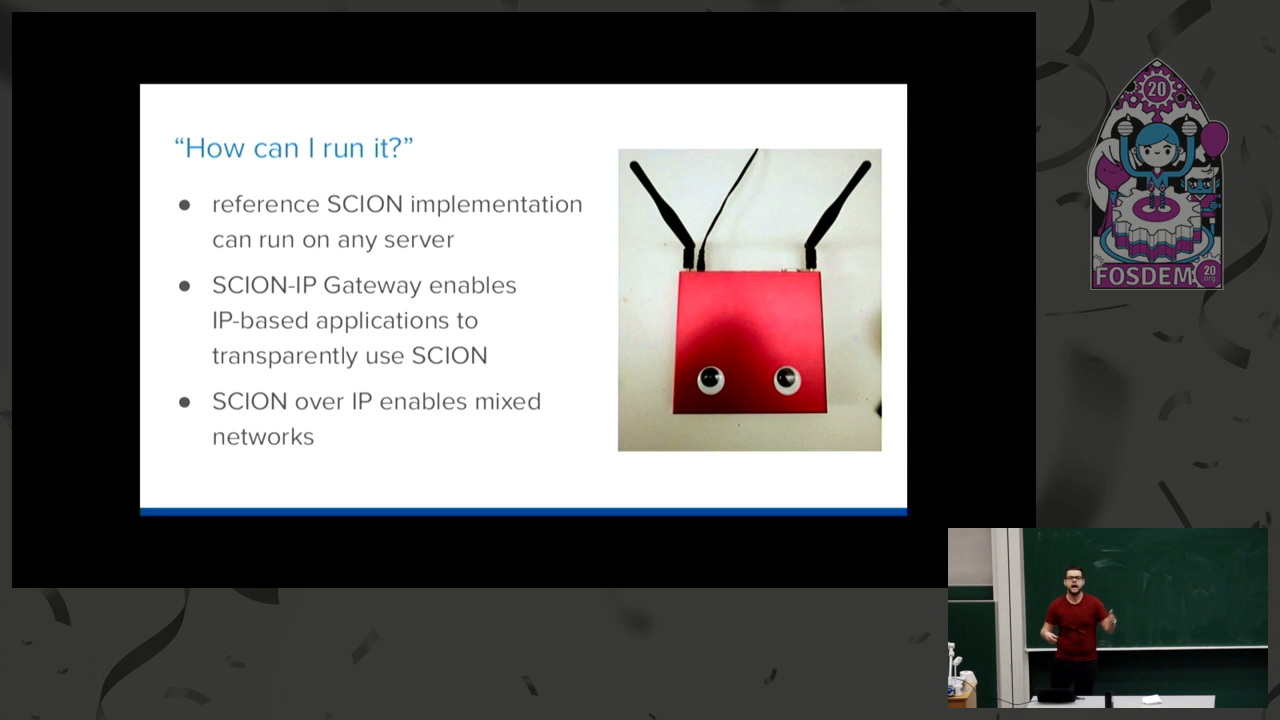 “How can I run it?”
● reference SCION implementation
can run on any server
● SCION-IP Gateway enables
IP-based applications to
transparently use SCION
● SCION over IP enables mixed
networks
20
FOSDEM
20
.org